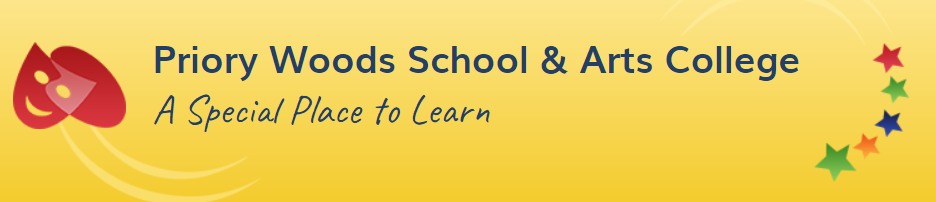 Priory Woods School & Arts College
A Special Place to Learn